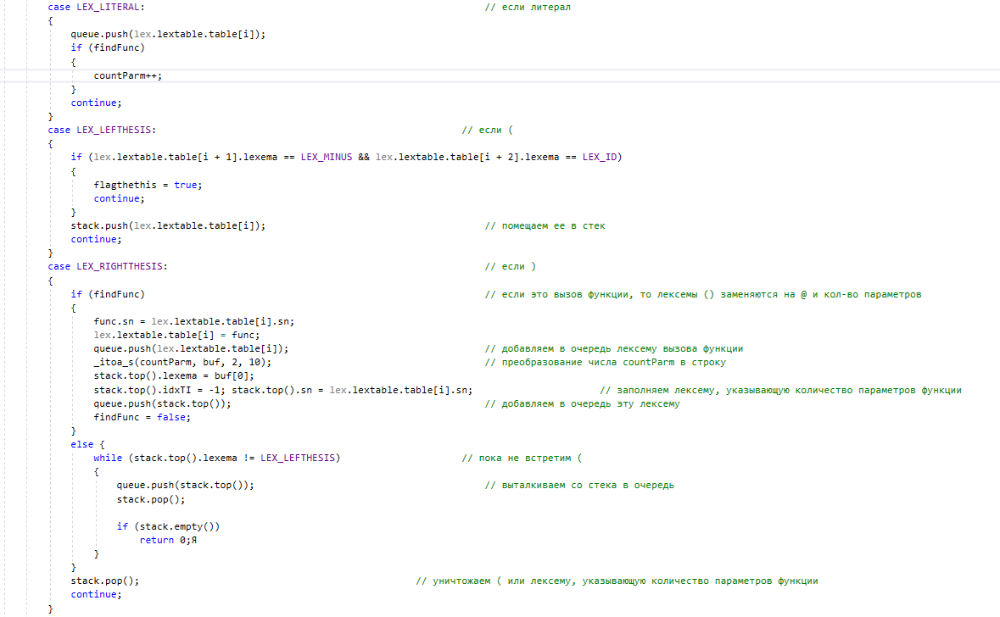 case LEX_LITERAL: // если литерал
{
queue.push(lex.lextable.table[i]);
if (findFunc)
{
countParm++;
}
continue;
}
case LEX_LEFTHESIS: // если (
{
if (lex.lextable.table[i + 1].lexema == LEX_MINUS && lex.lextable.table[i + 2].lexema == LEX_ID)
{
flagthethis = true;
continue;
}
stack.push(lex.lextable.table[i]); // помещаем ее в стек
continue;
}
case LEX_RIGHTTHESIS: // если )
{
if (findFunc) // если это вызов функции, то лексемы () заменяются на @ и кол-во параметров
{
func.sn = lex.lextable.table[i].sn;
lex.lextable.table[i] = func;
queue.push(lex.lextable.table[i]); // добавляем в очередь лексему вызова функции
_itoa_s(countParm, buf, 2, 10); // преобразование числа countParm в строку
stack.top().lexema = buf[0];
stack.top().idxTI = -1; stack.top().sn = lex.lextable.table[i].sn; // заполняем лексему, указывающую количество параметров функции
queue.push(stack.top()); // добавляем в очередь эту лексему
findFunc = false;
}
else {
while (stack.top().lexema != LEX_LEFTHESIS) // пока не встретим (
{
queue.push(stack.top()); // выталкиваем со стека в очередь
stack.pop();
if (stack.empty())
return 0;Я
}
}
stack.pop(); // уничтожаем ( или лексему, указывающую количество параметров функции
continue;
}